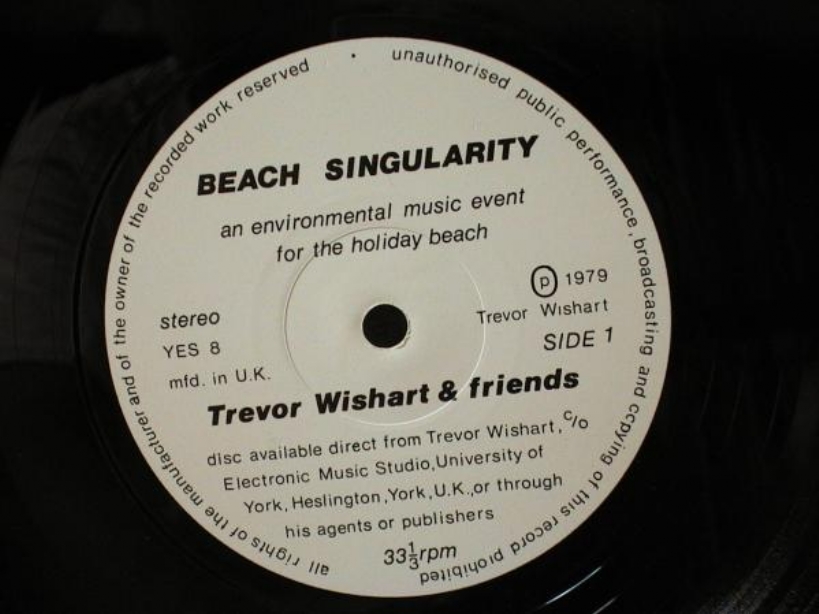 all rights of the manufacturer and of the owner of the recorded work reserved • unauthorised public performance, broadcasting and copying of this record prohibited
BEACH SINGULARITY
an environmental music event
for the holiday beach
stereo
YES 8
mfd. in U.K.
℗ 1979
Trevor Wishart
SIDE 1
Trevor Wishart & friends
disc available direct from Trevor Wishart, c/o
Electronic Music Studio, University of
York, Heslington, York, U.K., or through
his agents or publishers
33⅓rpm